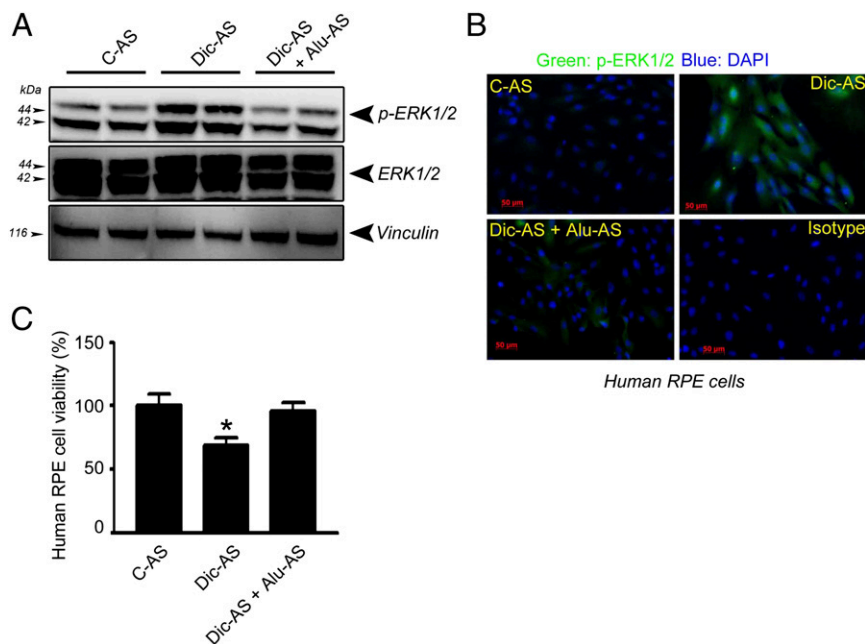 A
C-AS
Dic-AS
Dic-AS
+ Alu-AS
kDa
44
42
p-ERK1/2
44
42
ERK1/2
116
Vinculin
B
Green: p-ERK1/2 Blue: DAPI
C-AS
Dic-AS
50 µm
50 µm
Dic-AS + Alu-AS
Isotype
50 µm
50 µm
Human RPE cells
C
Human RPE cell viability (%)
150
100
50
0
*
C-AS
Dic-AS
Dic-AS + Alu-AS